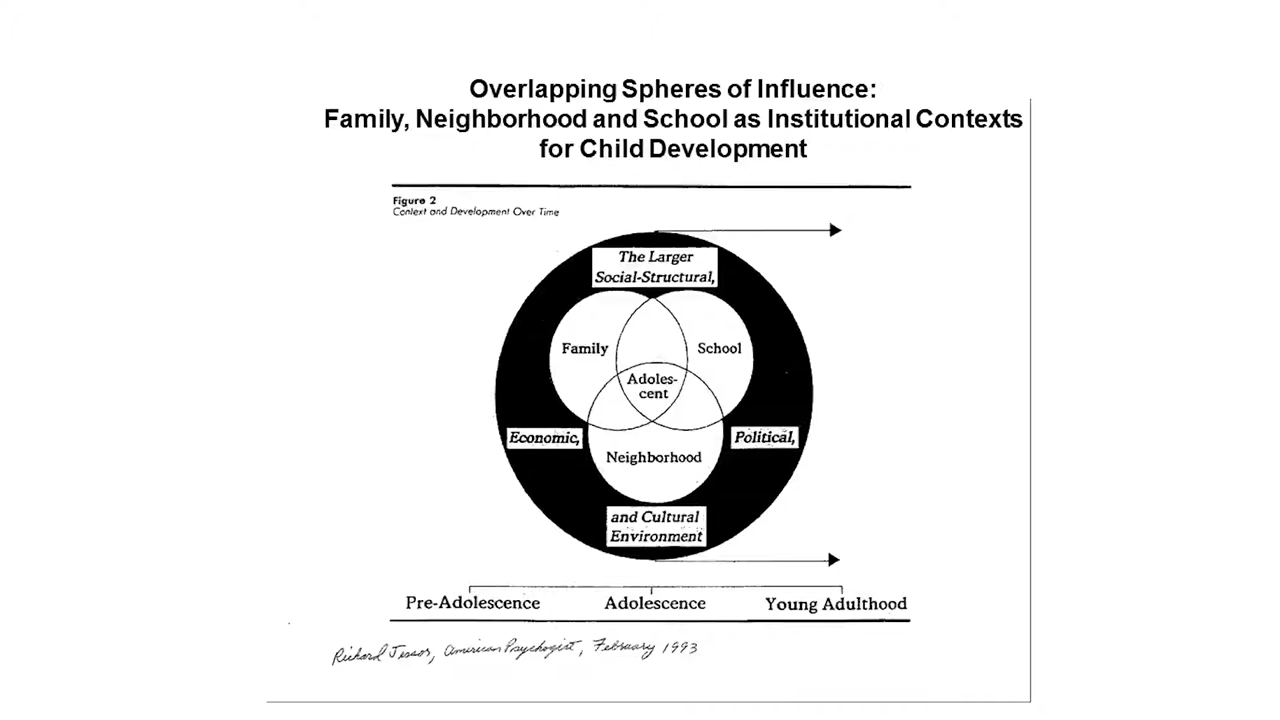 Overlapping Spheres of Influence:
Family, Neighborhood and School as Institutional Contexts
for Child Development
Figure 2
Context and Development Over Time
The Larger
Social-Structural,
Family
School
Adoles-
cent
Economic,
Political,
Neighborhood
and Cultural
Environment
Pre-Adolescence
Adolescence
Young Adulthood
Richard Jessor, American Psychogist, February 1993